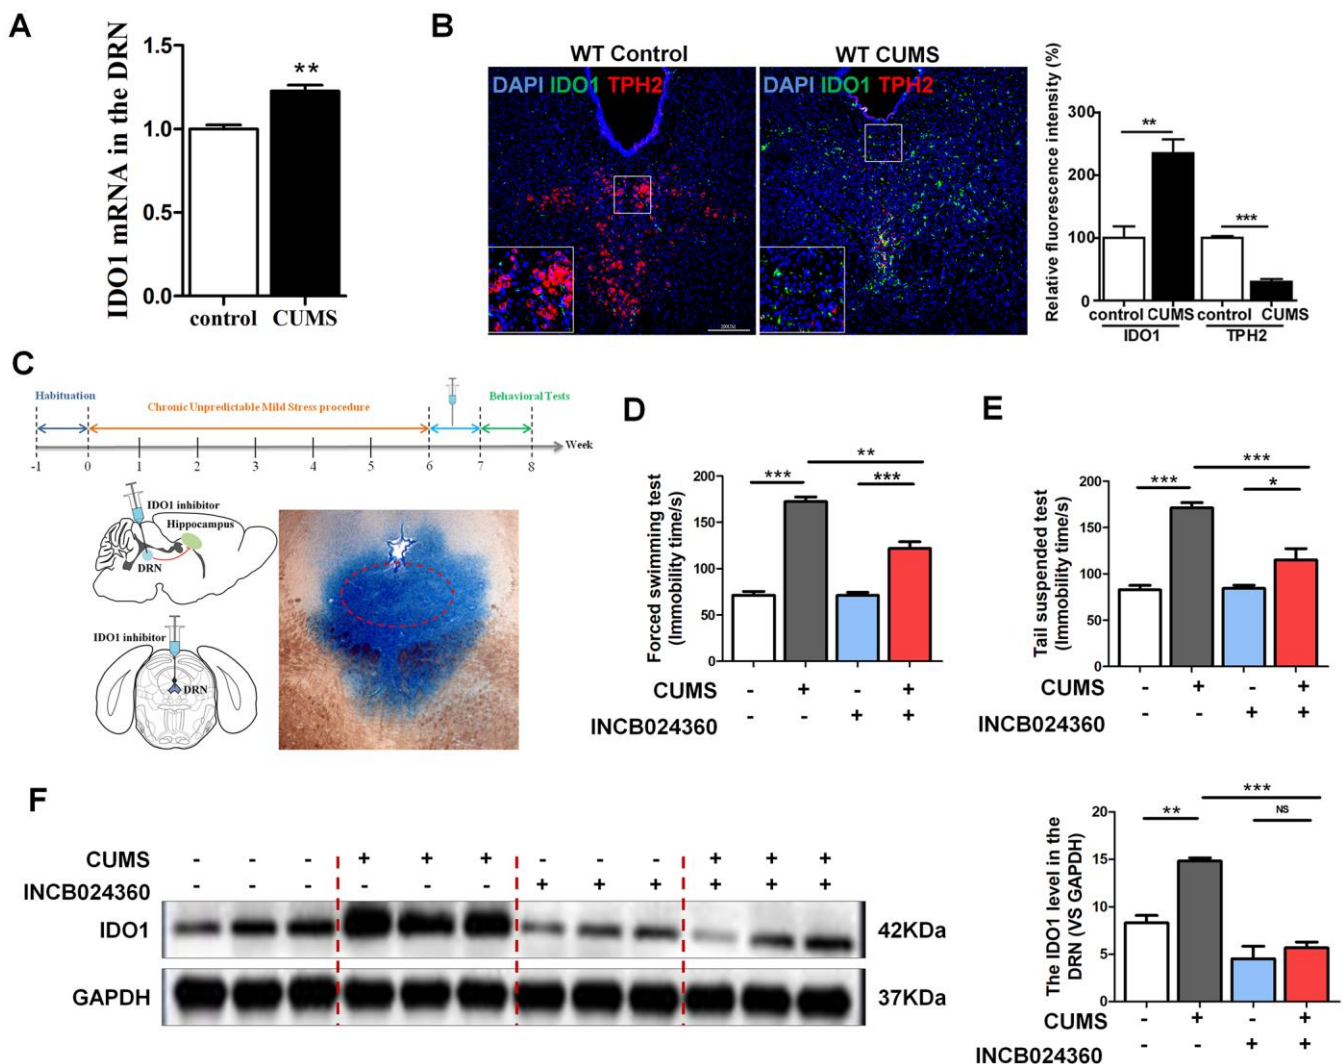 A
IDO1 mRNA in the DRN
1.5
1.0
0.5
0.0
**
control CUMS
B
WT Control
DAPI IDO1 TPH2
WT CUMS
DAPI IDO1 TPH2
Relative fluorescence intensity (%)
300
200
100
0
**
***
control CUMS control CUMS
IDO1 TPH2
C
Habituation
Chronic Unpredictable Mild Stress procedure
Behavioral Tests
Week
-1 0 1 2 3 4 5 6 7 8
IDO1 inhibitor
Hippocampus
DRN
IDO1 inhibitor
DRN
D
Forced swimming test
(Immobility time/s)
200
150
100
50
0
**
*** ***
CUMS - + - +
INCB024360 - - + +
E
Tail suspended test
(Immobility time/s)
200
150
100
50
0
***
*** *
CUMS - + - +
INCB024360 - - + +
F
CUMS - - - + + + - - - + + +
INCB024360 - - - - - - + + + + + +
IDO1 42KDa
GAPDH 37KDa
The IDO1 level in the
DRN (VS GAPDH)
20
15
10
5
0
***
** NS
CUMS - + - +
INCB024360 - - + +